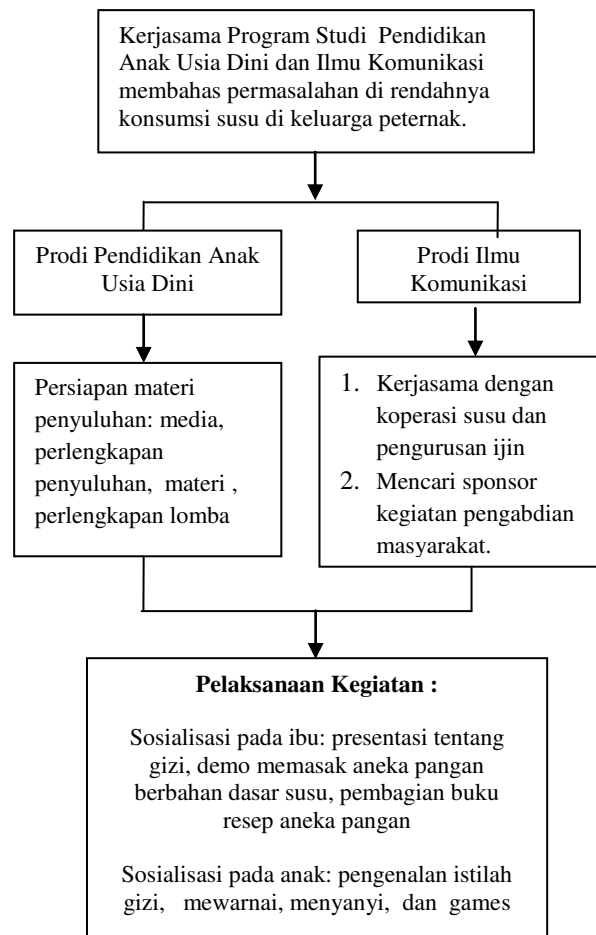 Kerjasama Program Studi Pendidikan
Anak Usia Dini dan Ilmu Komunikasi
membahas permasalahan di rendahnya
konsumsi susu di keluarga peternak.
Prodi Pendidikan Anak
Usia Dini
Prodi Ilmu
Komunikasi
Persiapan materi
penyuluhan: media,
perlengkapan
penyuluhan, materi ,
perlengkapan lomba
1. Kerjasama dengan
koperasi susu dan
pengurusan ijin
2. Mencari sponsor
kegiatan pengabdian
masyarakat.
Pelaksanaan Kegiatan :
Sosialisasi pada ibu: presentasi tentang
gizi, demo memasak aneka pangan
berbahan dasar susu, pembagian buku
resep aneka pangan
Sosialisasi pada anak: pengenalan istilah
gizi, mewarnai, menyanyi, dan games